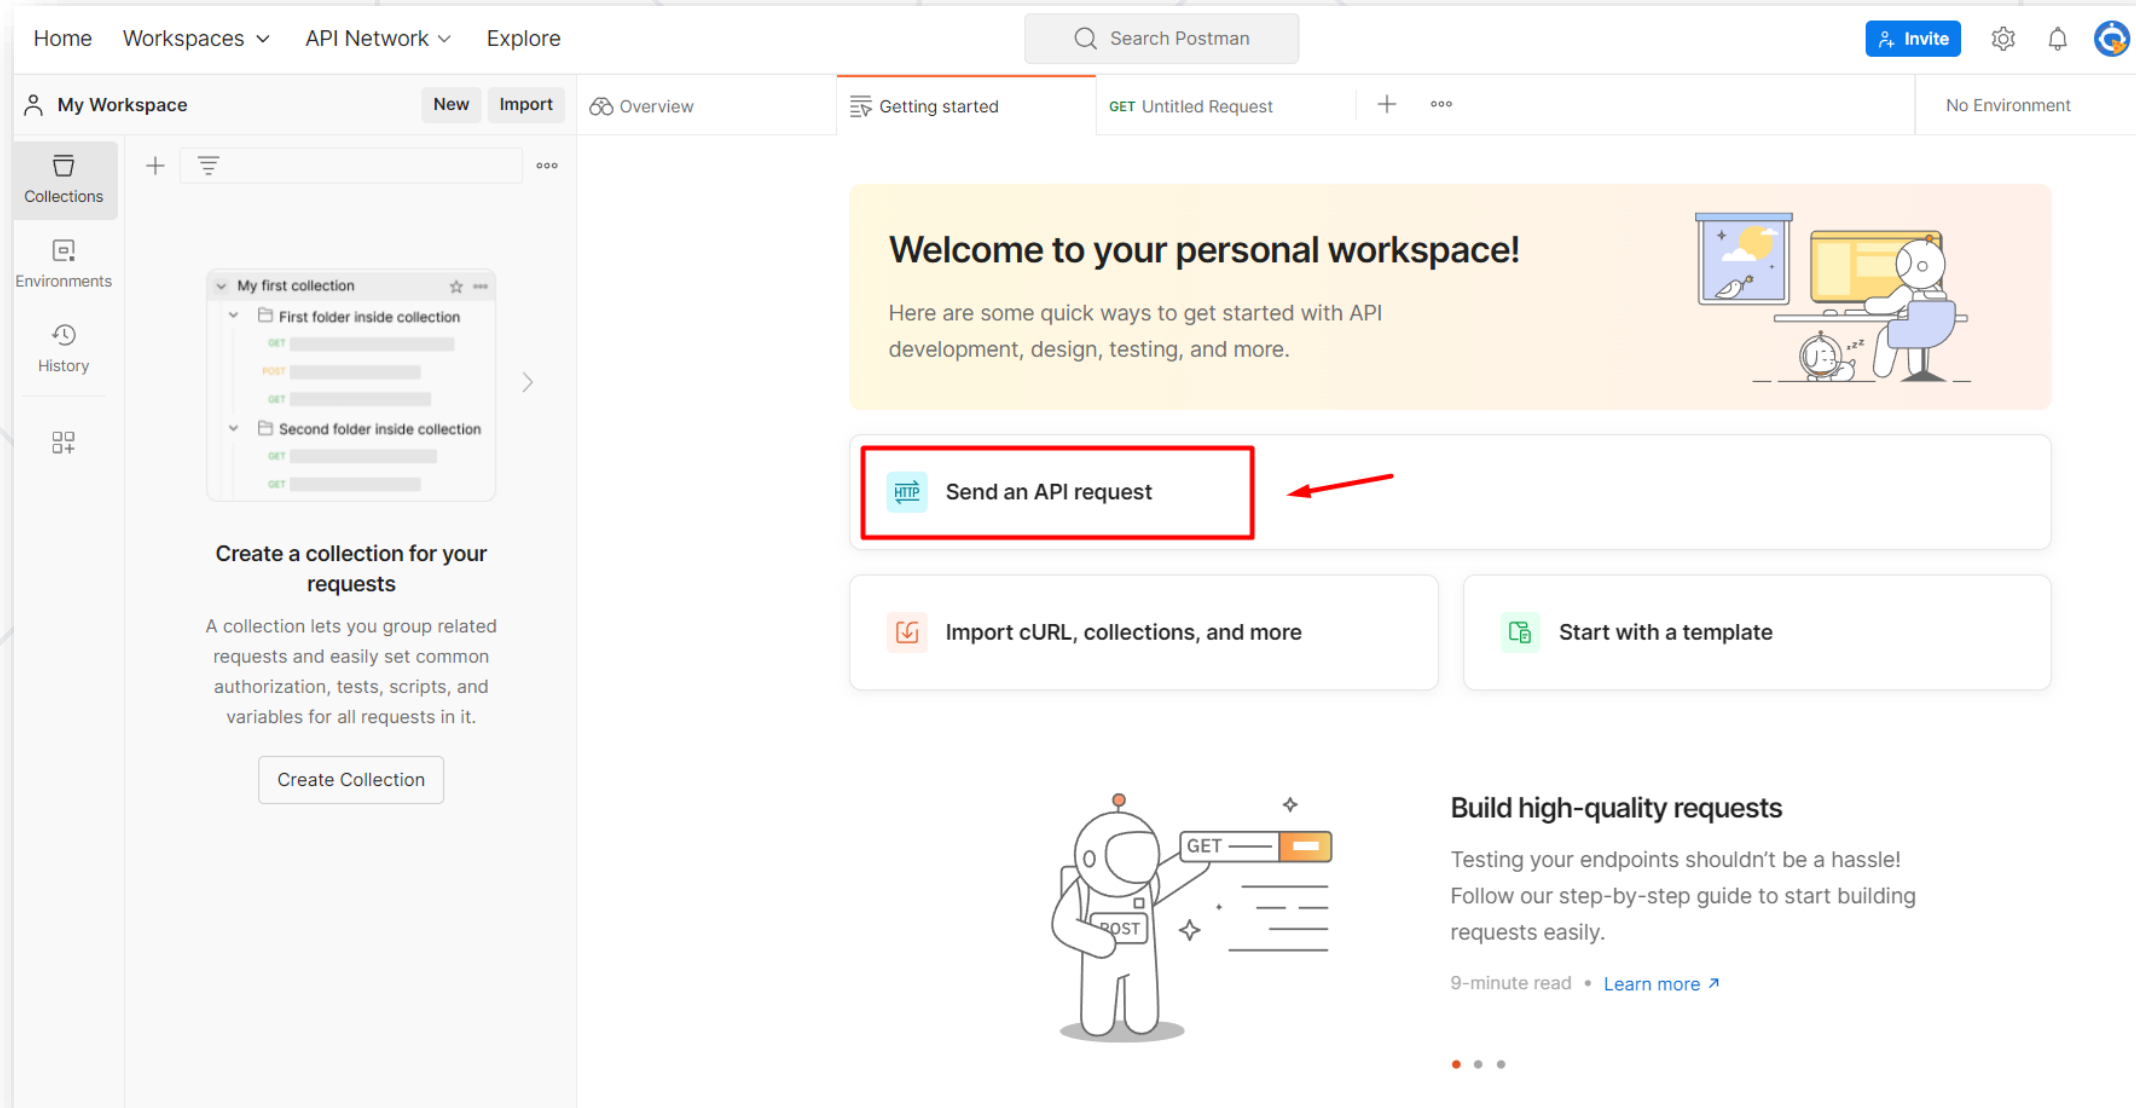 Home Workspaces API Network Explore
Search Postman
Invite
My Workspace
New Import
Overview
Getting started
GET Untitled Request
No Environment
Collections
Environments
History
My first collection
First folder inside collection
GET
POST
GET
Second folder inside collection
GET
GET
Create a collection for your
requests
A collection lets you group related
requests and easily set common
authorization, tests, scripts, and
variables for all requests in it.
Create Collection
Welcome to your personal workspace!
Here are some quick ways to get started with API
development, design, testing, and more.
zzz
HTTP
Send an API request
Import cURL, collections, and more
Start with a template
GET
POST
Build high-quality requests
Testing your endpoints shouldn't be a hassle!
Follow our step-by-step guide to start building
requests easily.
9-minute read • Learn more